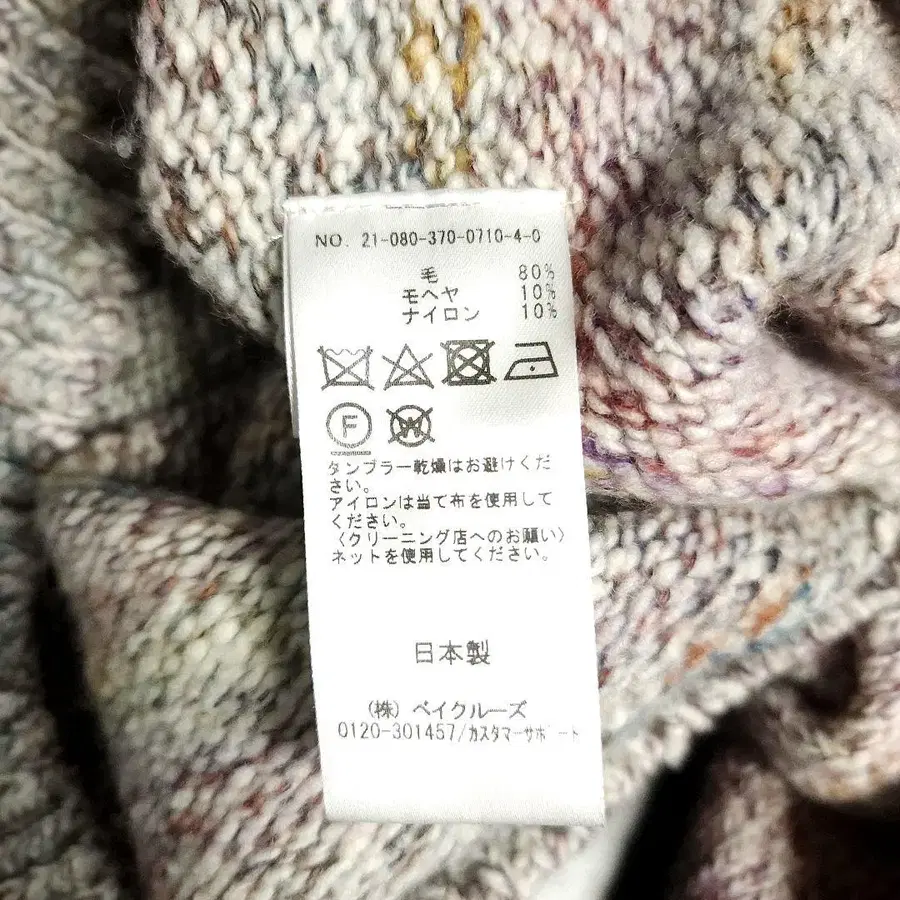 NO. 21-080-370-0710-4-0
毛 80%
モヘヤ 10%
ナイロン 10%
F W
タンブラー乾燥はお避けくだ
さい。
アイロンは当て布を使用して
ください。
〈クリーニング店へのお願い〉
ネットを使用してください。
日本製
(株) ベイクルーズ
0120-301457/カスタマーサポート